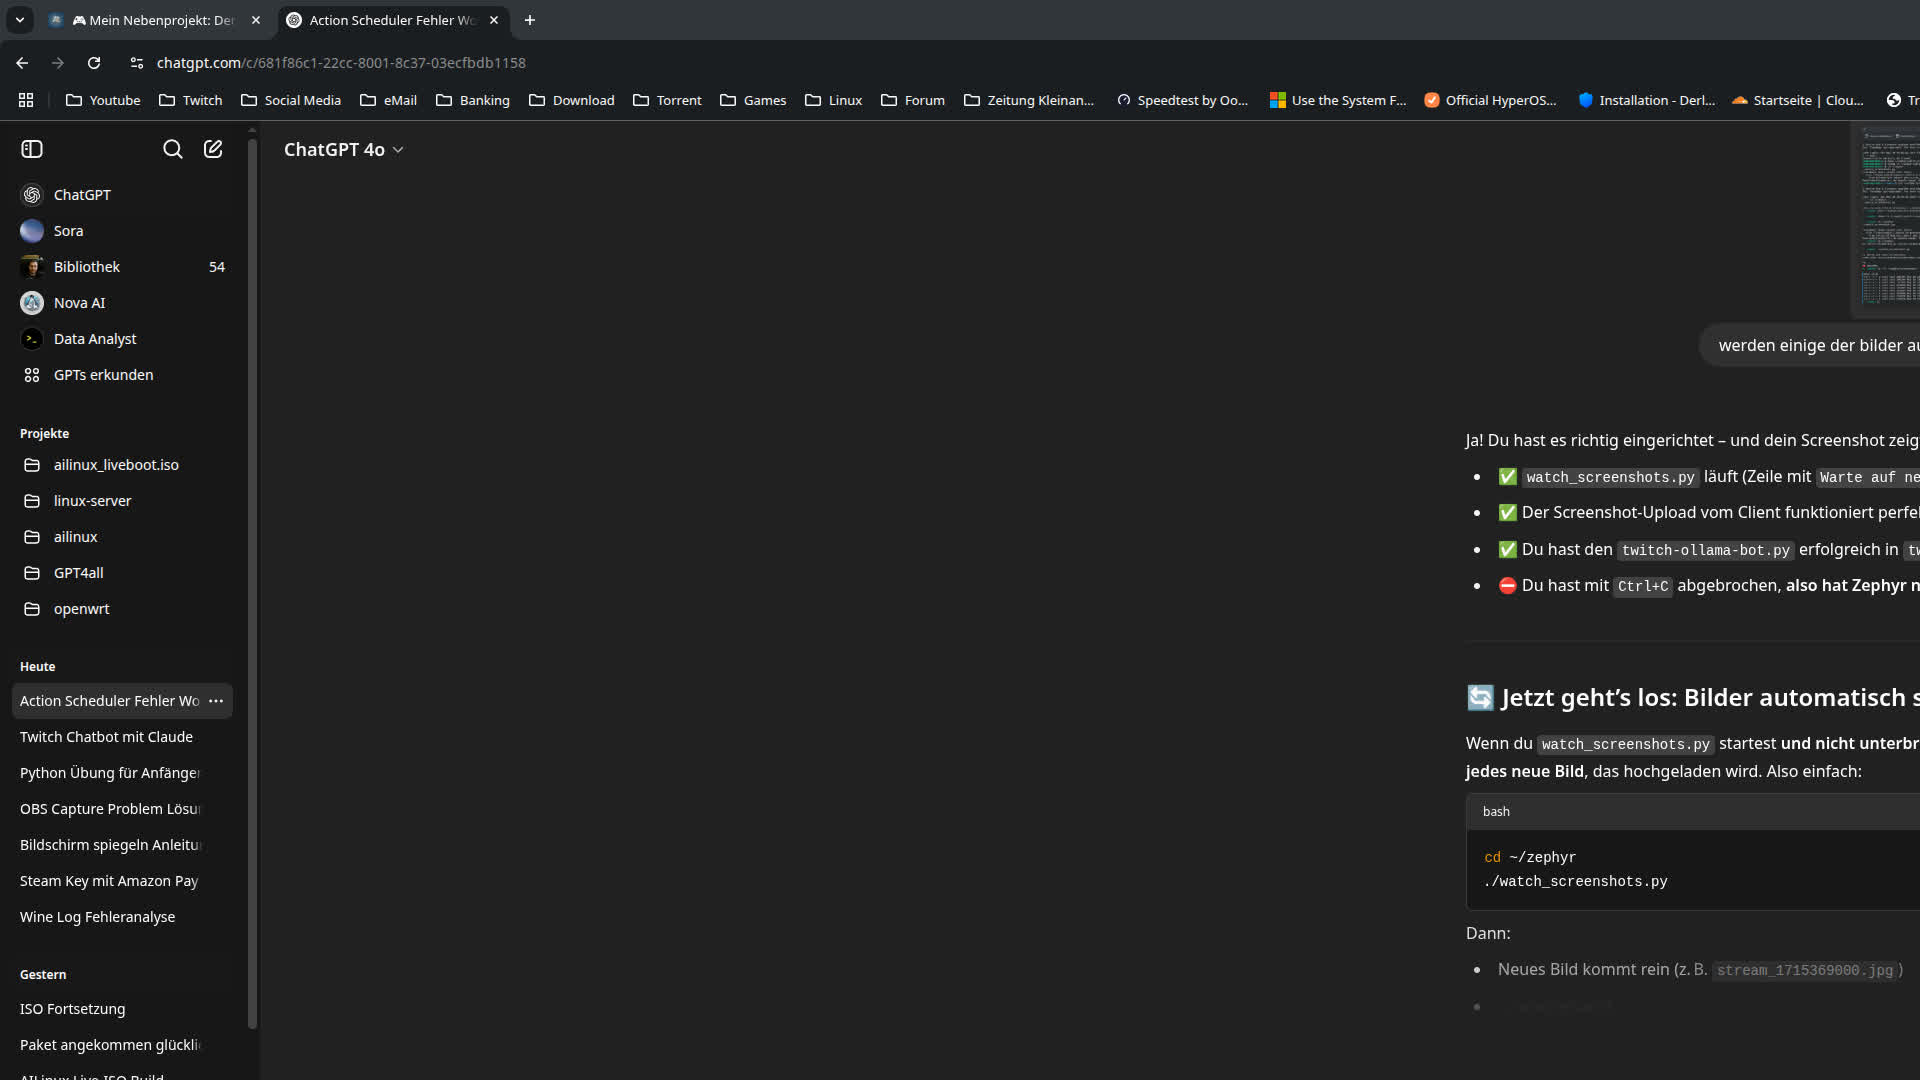 🎮 Mein Nebenprojekt: Der
Action Scheduler Fehler Wo
chatgpt.com/c/681f86c1-22cc-8001-8c37-03ecfbdb1158
Youtube
Twitch
Social Media
eMail
Banking
Download
Torrent
Games
Linux
Forum
Zeitung Kleinan...
Speedtest by Oo...
Use the System F...
Official HyperOS...
Installation - Derl...
Startseite | Clou...
Tr
ChatGPT 4o
ChatGPT
Sora
Bibliothek 54
Nova AI
Data Analyst
GPTs erkunden
Projekte
ailinux_liveboot.iso
linux-server
ailinux
GPT4all
openwrt
Heute
Action Scheduler Fehler Wo
Twitch Chatbot mit Claude
Python Übung für Anfänger
OBS Capture Problem Lösu
Bildschirm spiegeln Anleitu
Steam Key mit Amazon Pay
Wine Log Fehleranalyse
Gestern
ISO Fortsetzung
Paket angekommen glückli
AILinux Live ISO Build
werden einige der bilder au
Ja! Du hast es richtig eingerichtet – und dein Screenshot zeig
✅ watch_screenshots.py läuft (Zeile mit Warte auf ne
✅ Der Screenshot-Upload vom Client funktioniert perfe
✅ Du hast den twitch-ollama-bot.py erfolgreich in tw
⛔ Du hast mit Ctrl+C abgebrochen, also hat Zephyr n
🔄 Jetzt geht’s los: Bilder automatisch s
Wenn du watch_screenshots.py startest und nicht unterbr
jedes neue Bild, das hochgeladen wird. Also einfach:
bash
cd ~/zephyr
./watch_screenshots.py
Dann:
Neues Bild kommt rein (z. B. stream_1715369000.jpg)